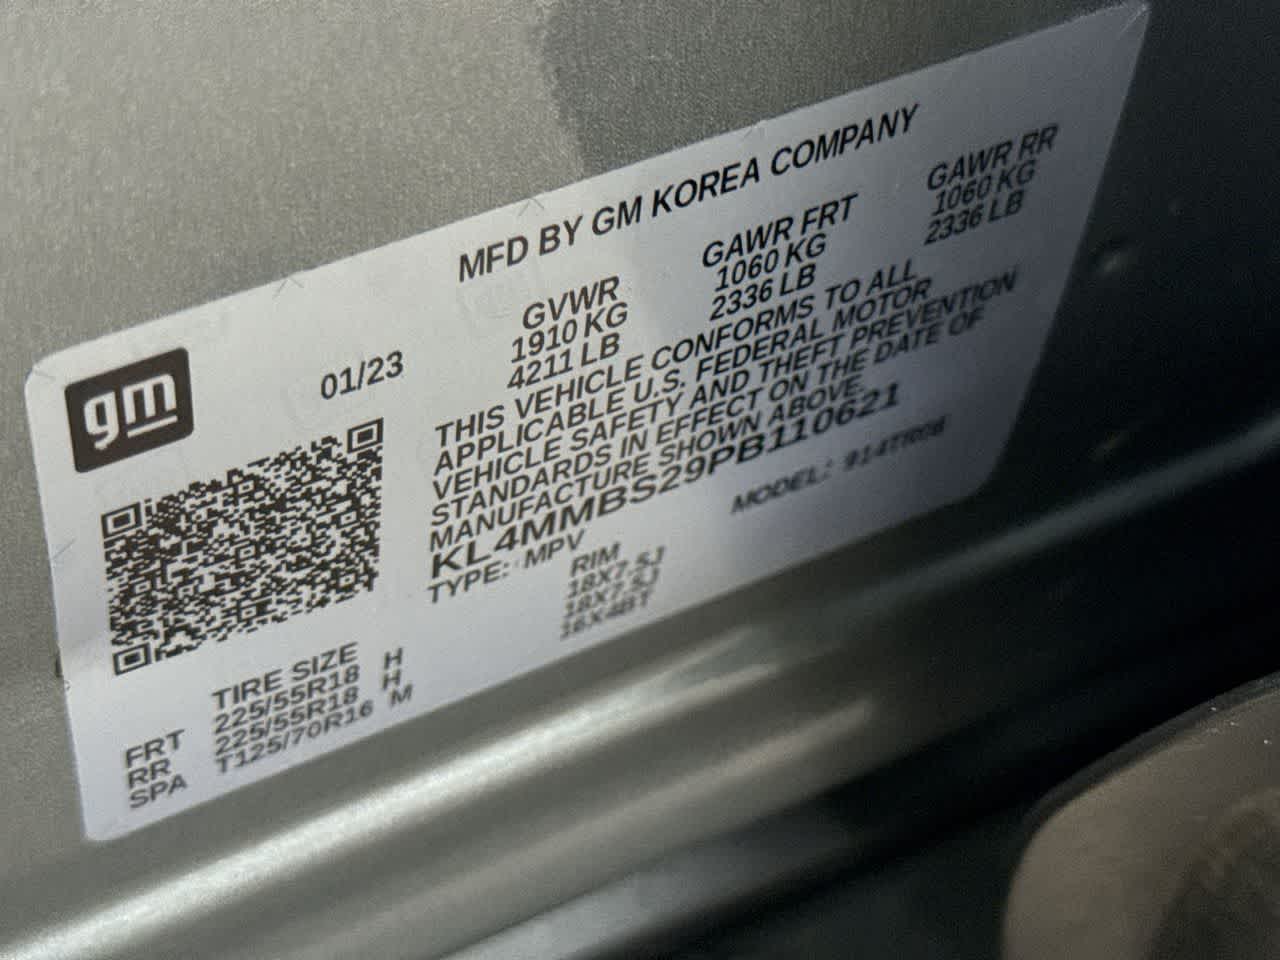 gm
MFD BY GM KOREA COMPANY
01/23
GVWR GAWR FRT GAWR RR
1910 KG 1060 KG 1060 KG
4211 LB 2336 LB 2336 LB
THIS VEHICLE CONFORMS TO ALL
APPLICABLE U.S. FEDERAL MOTOR
VEHICLE SAFETY AND THEFT PREVENTION
STANDARDS IN EFFECT ON THE DATE OF
MANUFACTURE SHOWN ABOVE.
KL4MMBS29PB110621
TYPE: MPV MODEL:
TIRE SIZE RIM
FRT 225/55R18 H 18X7.5J
RR 225/55R18 H 18X7.5J
SPA T125/70R16 M 16X4BT